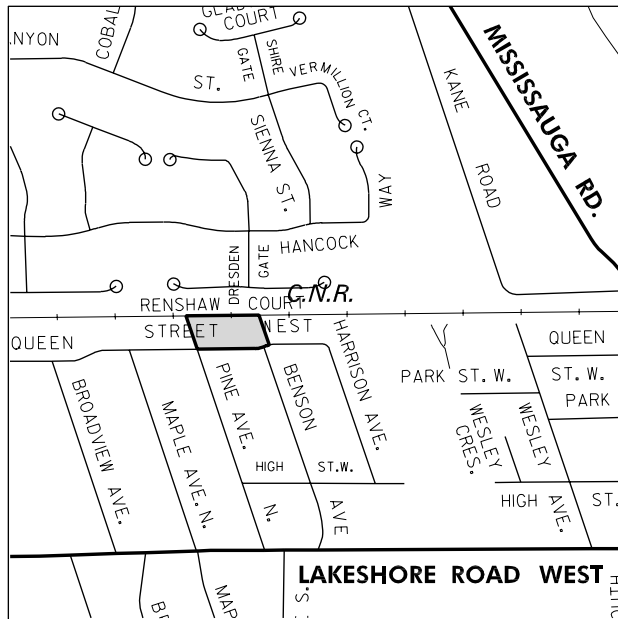 COURT
COBAL
NYON
SHIRE
GATE
ST.
VERMILLION CT.
KANE
ROAD
MISSISSAUGA RD.
SIENNA ST.
WAY
HANCOCK
DRESDEN
GATE
C.N.R.
RENSHAW COURT
STREET WEST
QUEEN
HARRISON AVE.
QUEEN
ST. W.
PARK
PARK ST. W.
BROADVIEW AVE.
MAPLE AVE. N.
PINE AVE.
N.
BENSON
AVE
HIGH ST.W.
WESLEY
CRES.
WESLEY
AVE.
HIGH
ST.
LAKESHORE ROAD WEST
MAP
S.